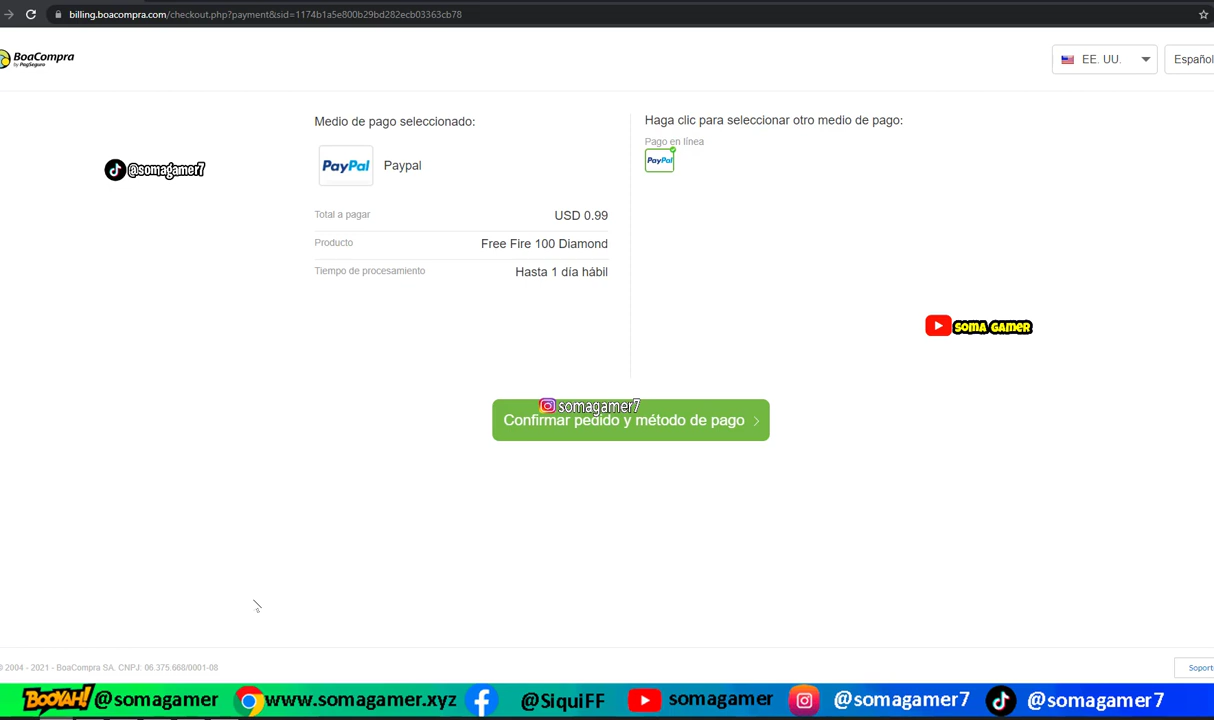 billing.boacompra.com/checkout.php?payment&sid=1174b1a5e800b29bd282ecb03363cb78
BoaCompra
by PagSeguro
EE. UU.
Español
Medio de pago seleccionado:
PayPal
Paypal
Total a pagar
USD 0.99
Producto
Free Fire 100 Diamond
Tiempo de procesamiento
Hasta 1 día hábil
Haga clic para seleccionar otro medio de pago:
Pago en línea
PayPal
@somagamer7
SOMA GAMER
somagamer7
Confirmar pedido y método de pago
© 2004 - 2021 - BoaCompra SA. CNPJ: 06.375.668/0001-08
Soport
BOOYAH! @somagamer www.somagamer.xyz @SiquiFF somagamer @somagamer7 @somagamer7